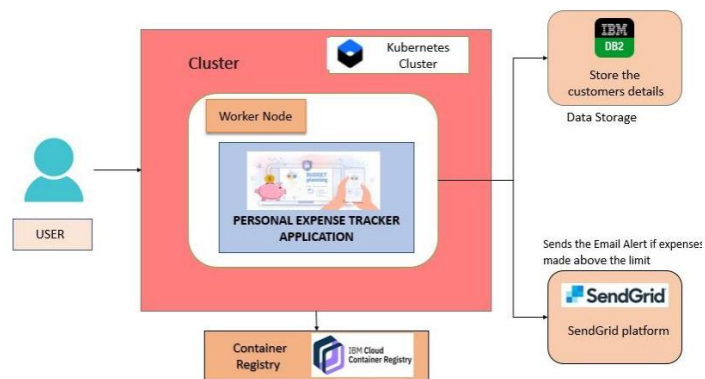 Cluster
Kubernetes
Cluster
IBM
DB2
Store the
customers details
Data Storage
Worker Node
BUDGET
planning
PERSONAL EXPENSE TRACKER
APPLICATION
USER
Sends the Email Alert if expenses
made above the limit
SendGrid
SendGrid platform
Container
Registry
IBM Cloud
Container Registry